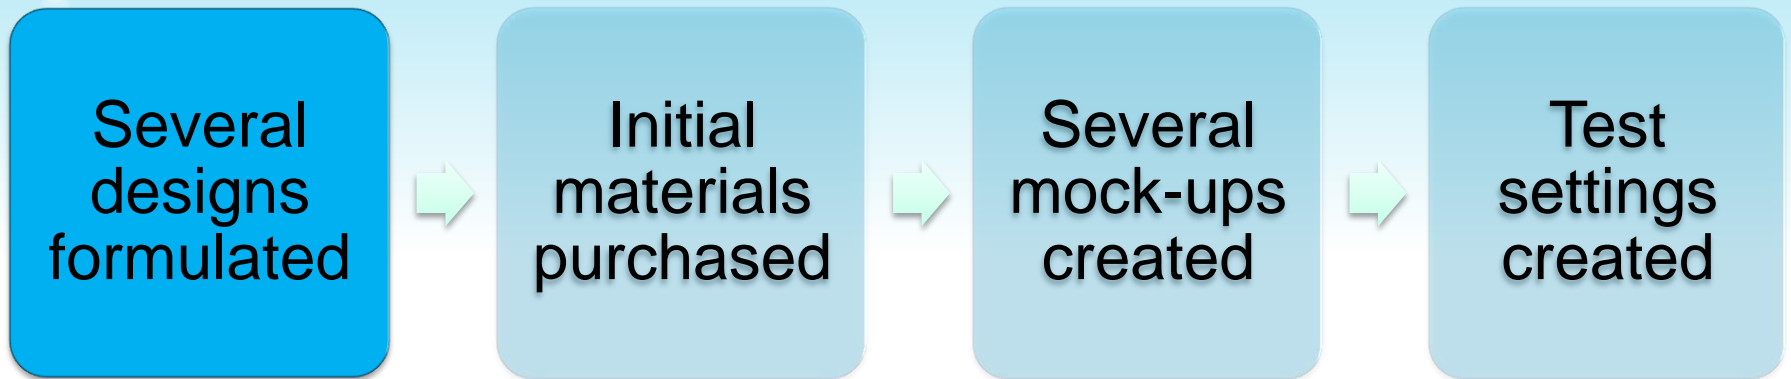 Several
designs
formulated
Initial
materials
purchased
Several
mock-ups
created
Test
settings
created